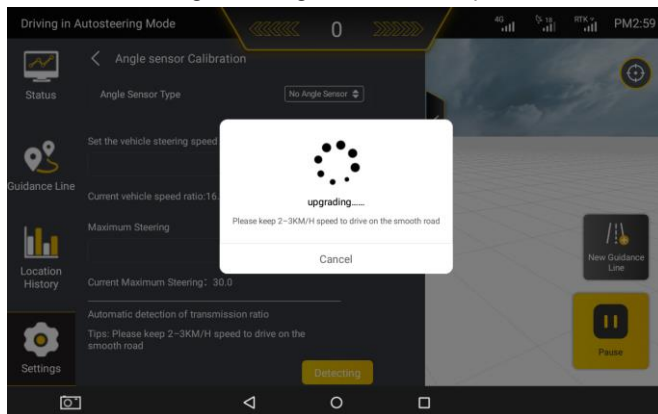 Driving in Autosteering Mode
0
4G
18
RTK
PM2:59
Status
Angle sensor Calibration
Angle Sensor Type
No Angle Sensor
Set the vehicle steering speed
Guidance Line
Current vehicle speed ratio:16.
upgrading......
Please keep 2-3KM/H speed to drive on the smooth road
Cancel
Maximum Steering
Location
History
Current Maximum Steering: 30.0
New Guidance
Line
Automatic detection of transmission ratio
Tips: Please keep 2-3KM/H speed to drive on the
smooth road
Settings
Detecting
Pause